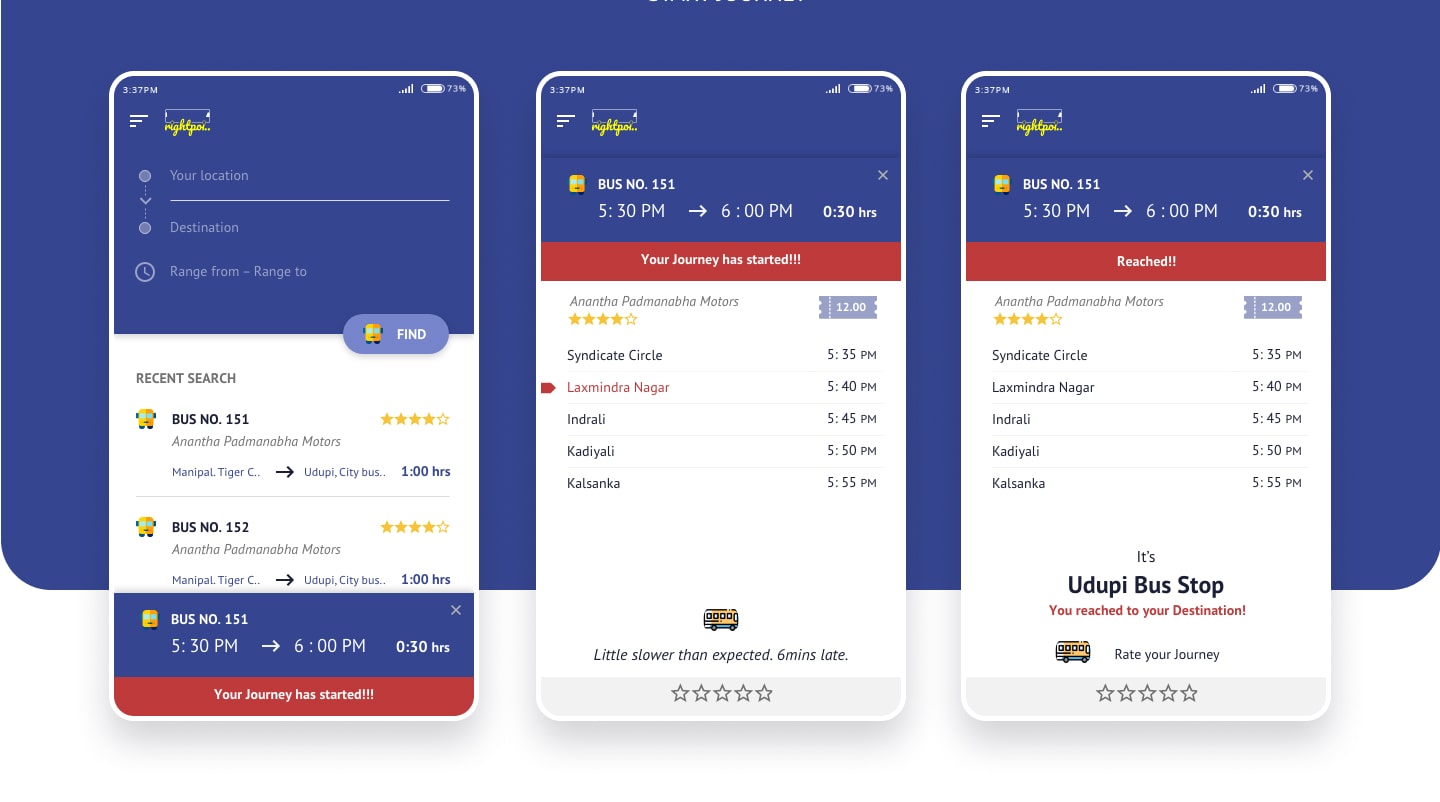 START JOURNEY
3:37PM 73%
rightpoi..
Your location
Destination
Range from – Range to
FIND
RECENT SEARCH
BUS NO. 151
Anantha Padmanabha Motors
Manipal. Tiger C.. Udupi, City bus.. 1:00 hrs
BUS NO. 152
Anantha Padmanabha Motors
Manipal. Tiger C.. Udupi, City bus.. 1:00 hrs
BUS NO. 151
5: 30 PM 6 : 00 PM 0:30 hrs
Your Journey has started!!!
3:37PM 73%
rightpoi..
BUS NO. 151
5: 30 PM 6 : 00 PM 0:30 hrs
Your Journey has started!!!
Anantha Padmanabha Motors 12.00
Syndicate Circle 5: 35 PM
Laxmindra Nagar 5: 40 PM
Indrali 5: 45 PM
Kadiyali 5: 50 PM
Kalsanka 5: 55 PM
Little slower than expected. 6mins late.
3:37PM 73%
rightpoi..
BUS NO. 151
5: 30 PM 6 : 00 PM 0:30 hrs
Reached!!
Anantha Padmanabha Motors 12.00
Syndicate Circle 5: 35 PM
Laxmindra Nagar 5: 40 PM
Indrali 5: 45 PM
Kadiyali 5: 50 PM
Kalsanka 5: 55 PM
It's
Udupi Bus Stop
You reached to your Destination!
Rate your Journey